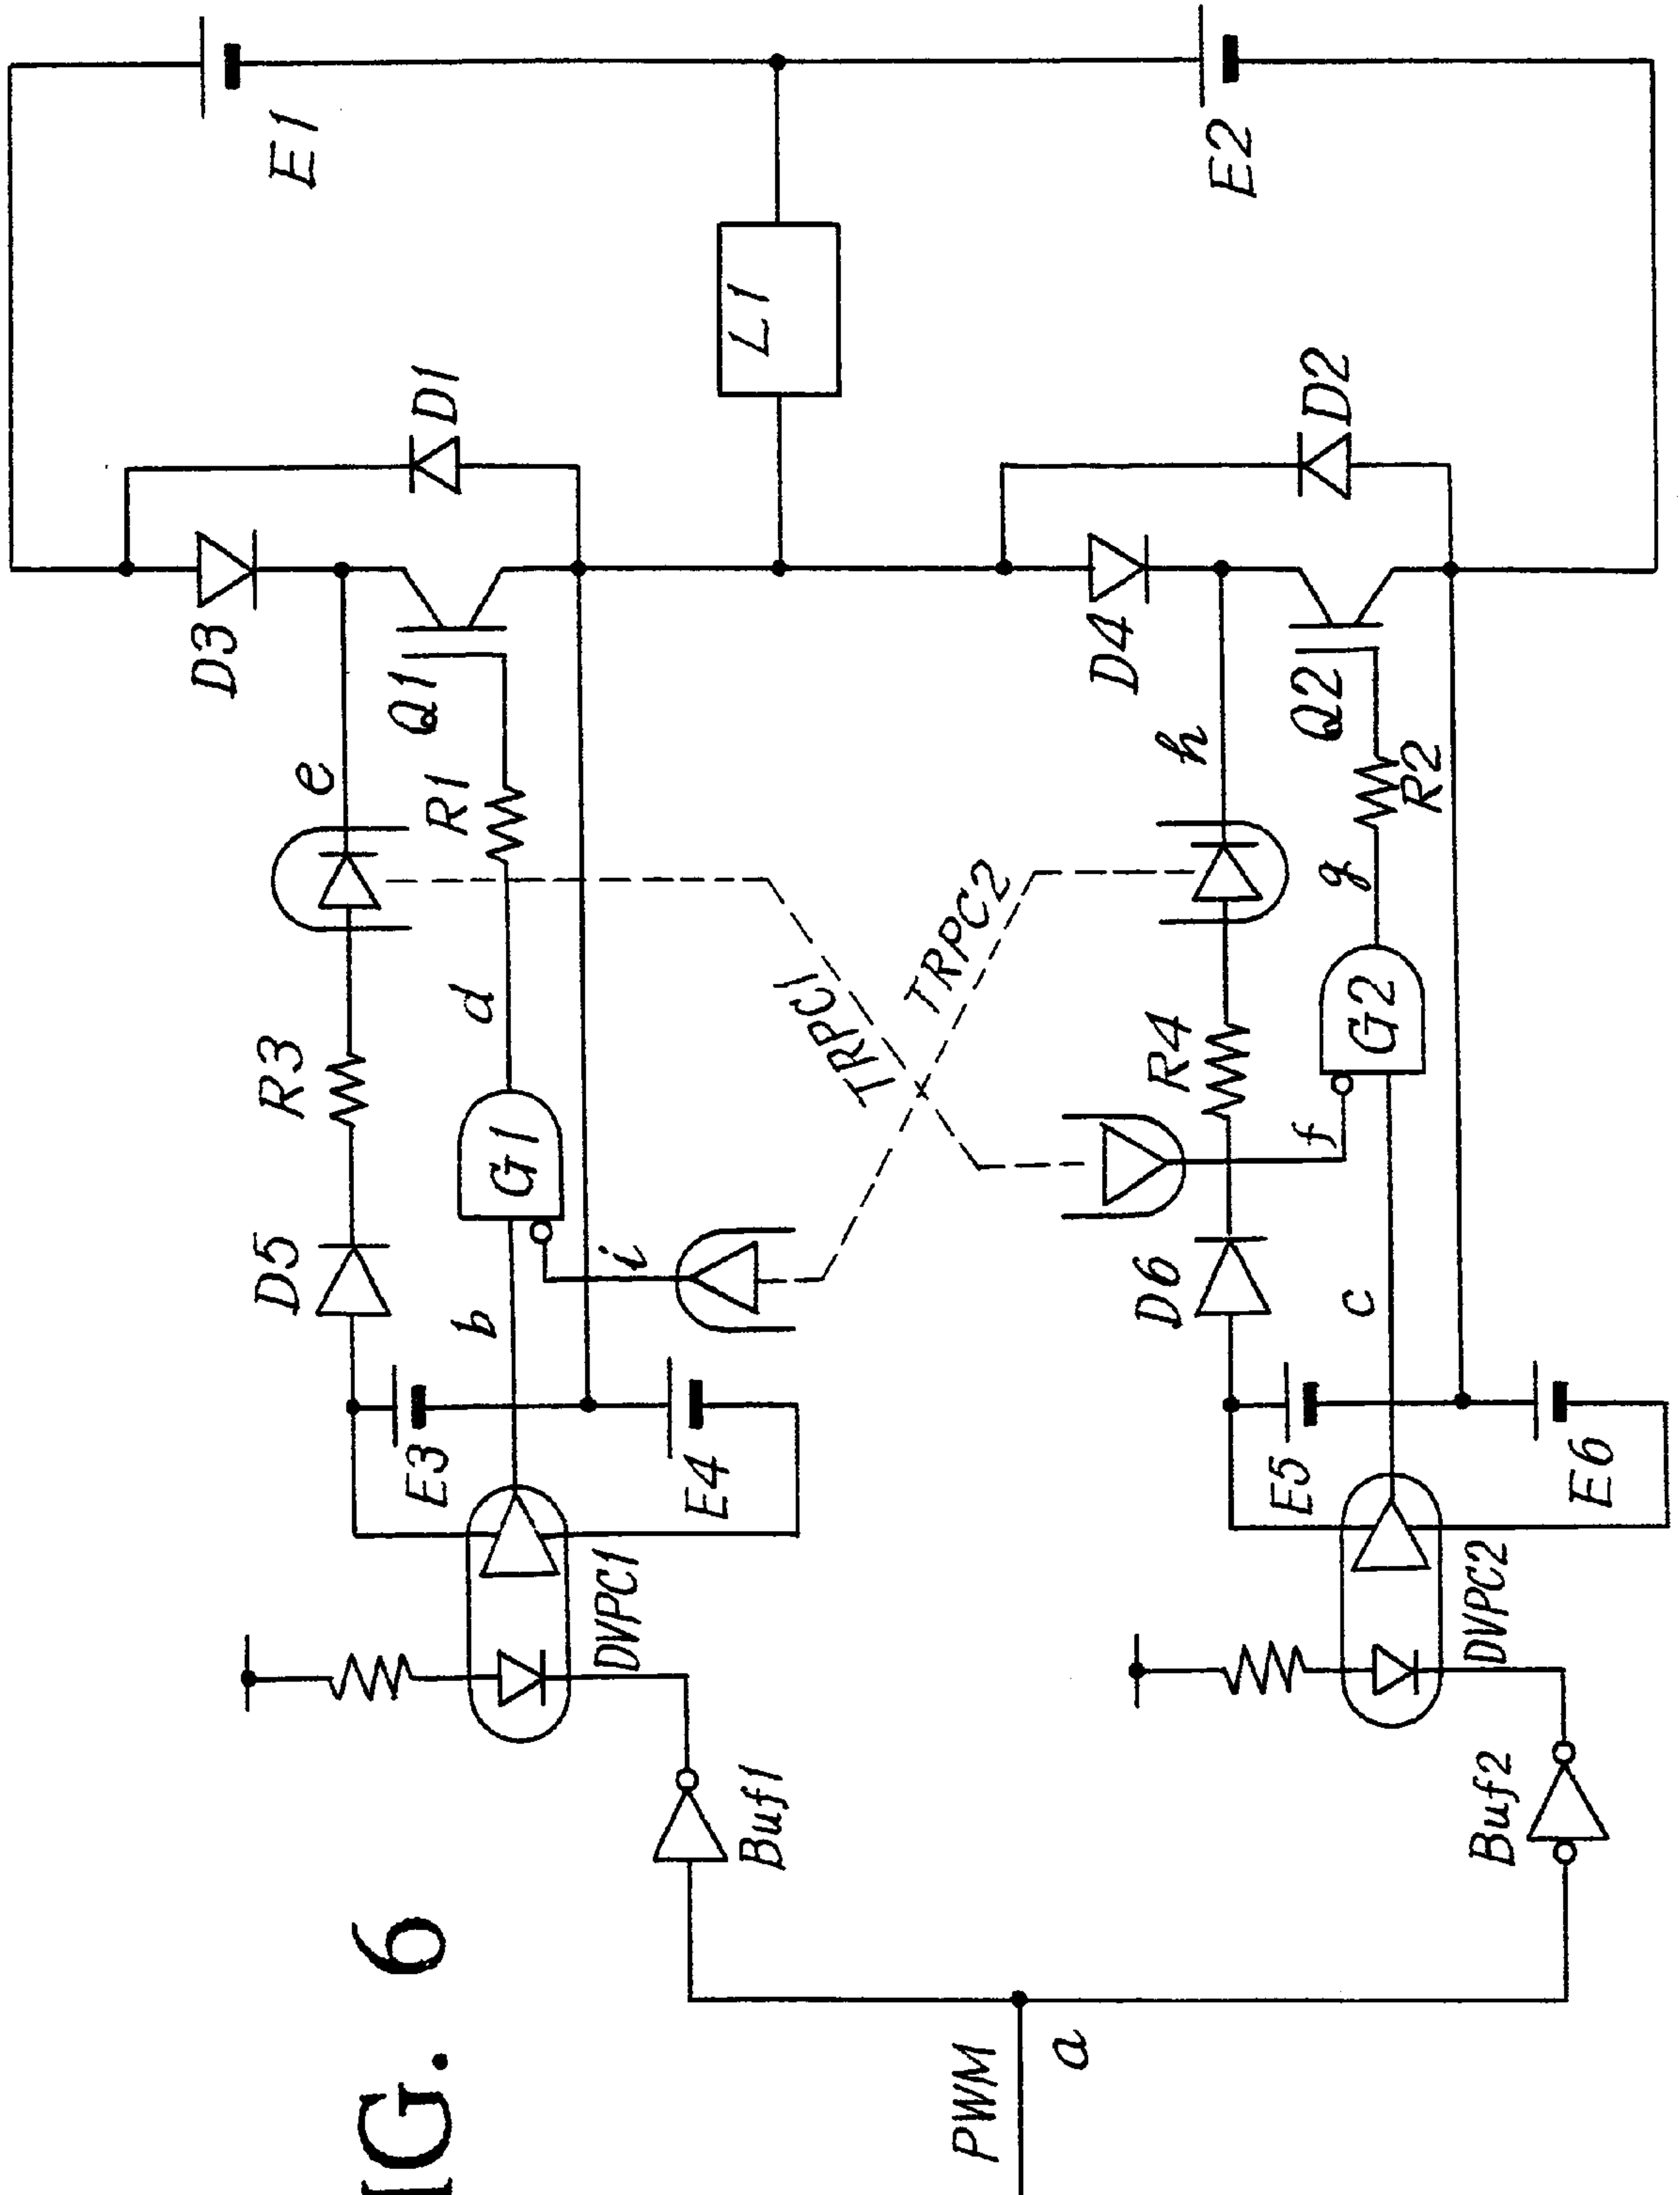 E1
E2
L1
D1
D2
D3
D4
Q1
Q2
e
h
R1
R2
TRPC1
TRPC2
d
g
R3
R4
G1
G2
f
i
D5
D6
b
c
E3
E4
E5
E6
DVPC1
DVPC2
Buf1
Buf2
PWM
a
IG. 6